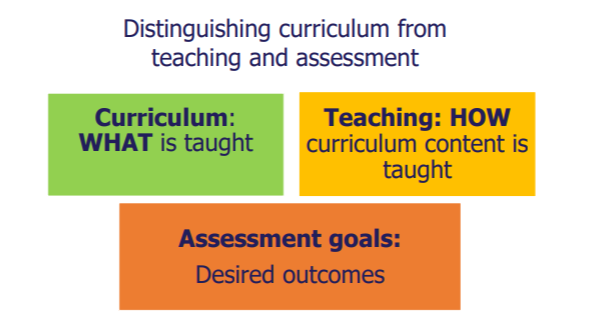 Distinguishing curriculum from
teaching and assessment
Curriculum:
WHAT is taught
Teaching: HOW
curriculum content is
taught
Assessment goals:
Desired outcomes